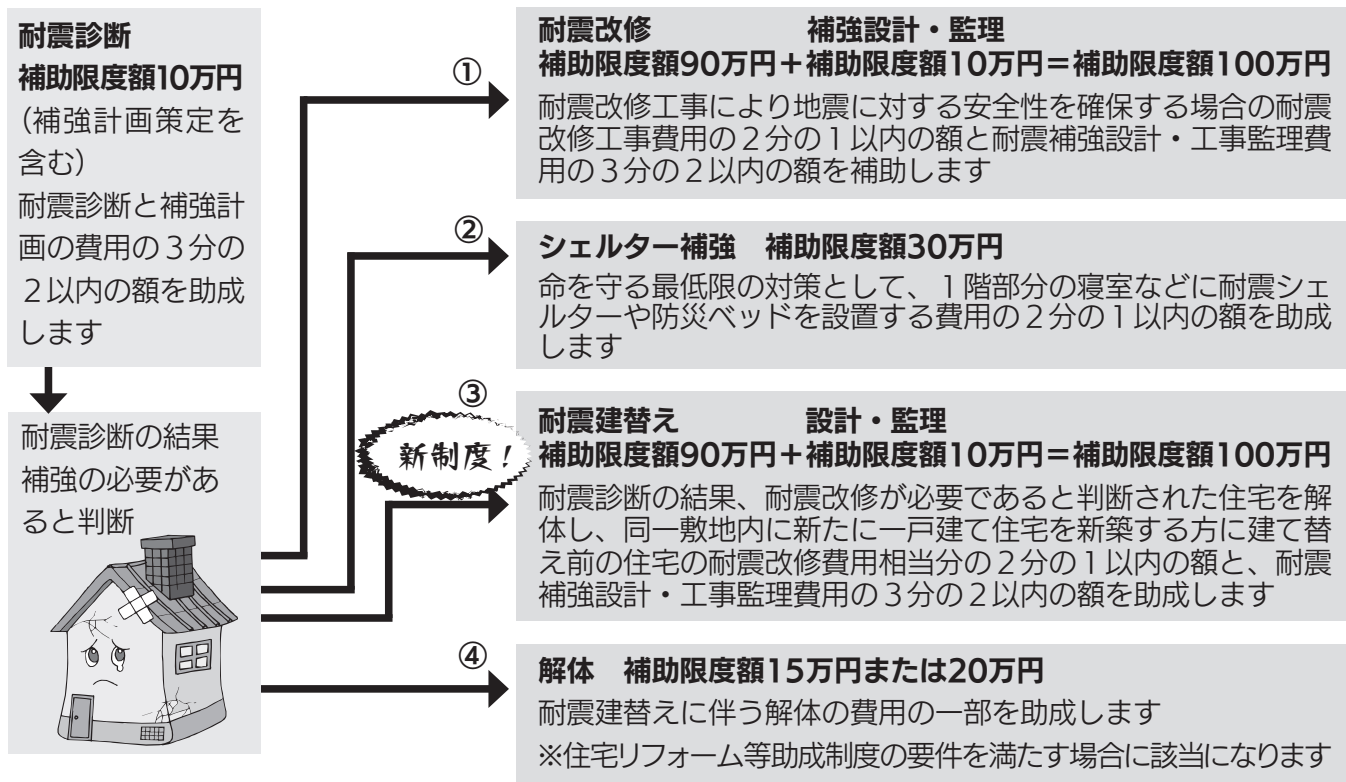 耐震診断
補助限度額10万円
（補強計画策定を
含む）
耐震診断と補強計
画の費用の３分の
２以内の額を助成
します
耐震診断の結果
補強の必要があ
ると判断
①
耐震改修　補強設計・監理
補助限度額90万円＋補助限度額10万円＝補助限度額100万円
耐震改修工事により地震に対する安全性を確保する場合の耐震
改修工事費用の２分の１以内の額と耐震補強設計・工事監理費
用の３分の２以内の額を補助します
②
シェルター補強　補助限度額30万円
命を守る最低限の対策として、１階部分の寝室などに耐震シェ
ルターや防災ベッドを設置する費用の２分の１以内の額を助成
します
③
新制度！
耐震建替え　設計・監理
補助限度額90万円＋補助限度額10万円＝補助限度額100万円
耐震診断の結果、耐震改修が必要であると判断された住宅を解
体し、同一敷地内に新たに一戸建て住宅を新築する方に建て替
え前の住宅の耐震改修費用相当分の２分の１以内の額と、耐震
補強設計・工事監理費用の３分の２以内の額を助成します
④
解体　補助限度額15万円または20万円
耐震建替えに伴う解体の費用の一部を助成します
※住宅リフォーム等助成制度の要件を満たす場合に該当になります